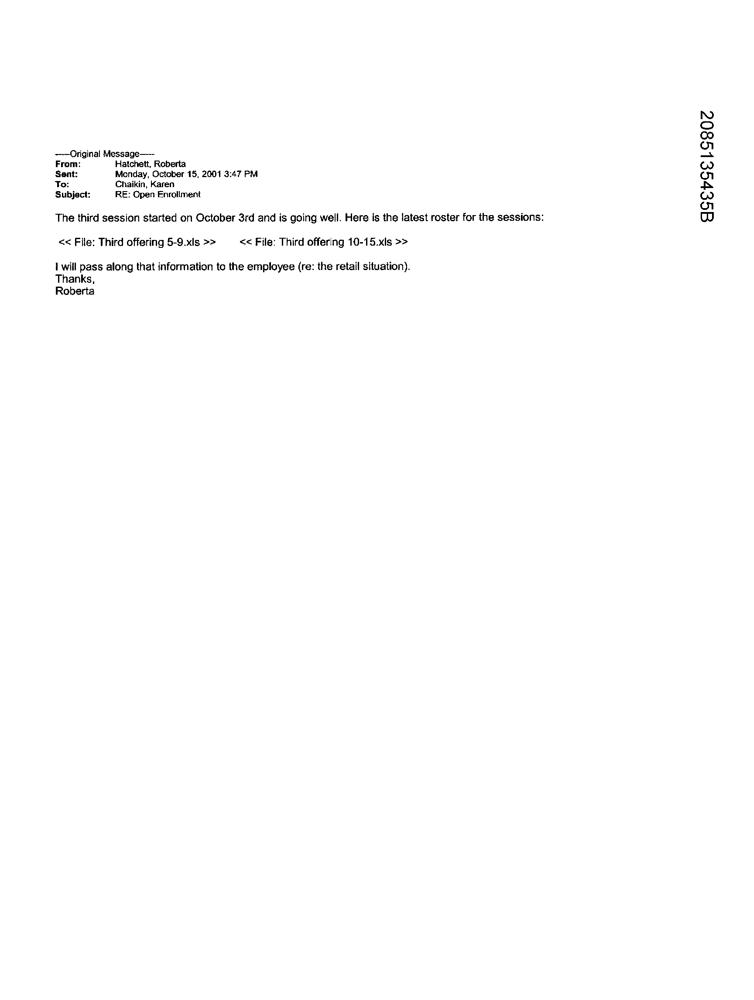 -----Original Message-----
From: Hatchett, Roberta
Sent: Monday, October 15, 2001 3:47 PM
To: Chaikin, Karen
Subject: RE: Open Enrollment
The third session started on October 3rd and is going well. Here is the latest roster for the sessions:
<< File: Third offering 5-9.xls >> << File: Third offering 10-15.xls >>
I will pass along that information to the employee (re: the retail situation).
Thanks,
Roberta
2085135435B